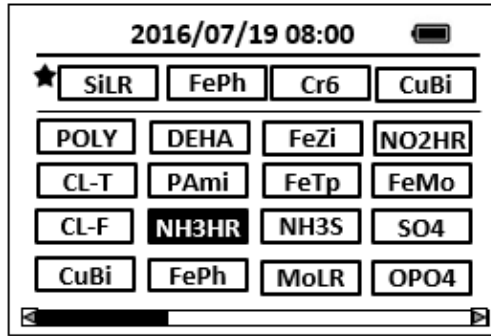 2016/07/19 08:00
SiLR FePh Cr6 CuBi
POLY DEHA FeZi NO2HR
CL-T PAmi FeTp FeMo
CL-F NH3HR NH3S SO4
CuBi FePh MoLR OPO4